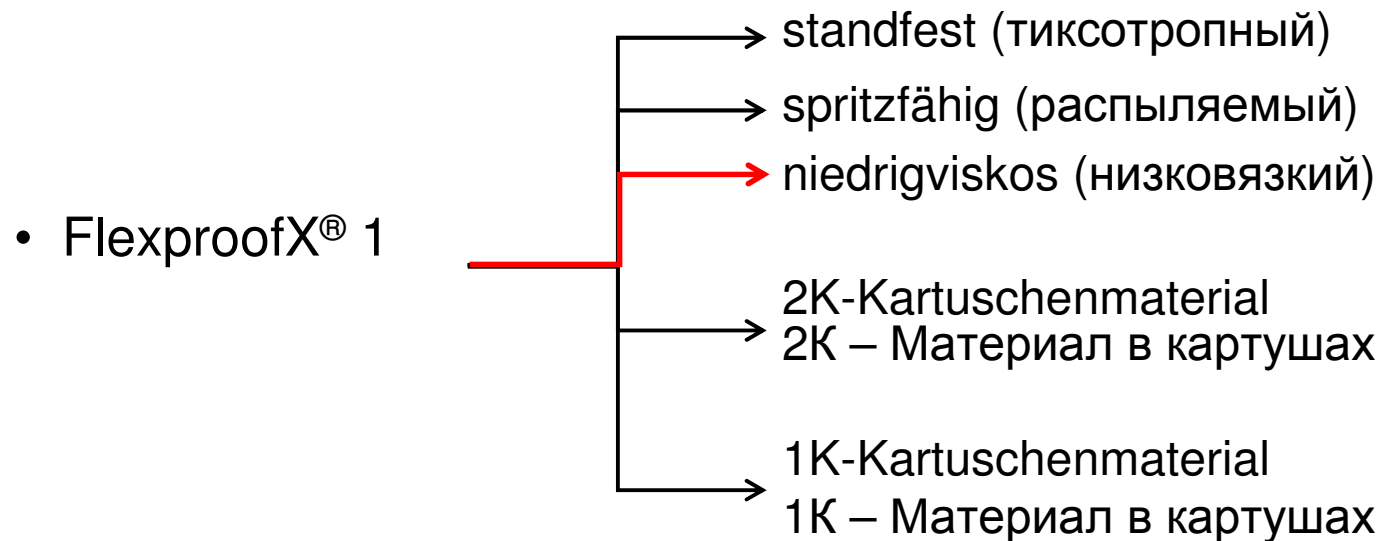 standfest (тиксотропный)
spritzfähig (распыляемый)
niedrigviskos (низковязкий)
• FlexproofX® 1
2K-Kartuschenmaterial
2К – Материал в картушах
1K-Kartuschenmaterial
1К – Материал в картушах